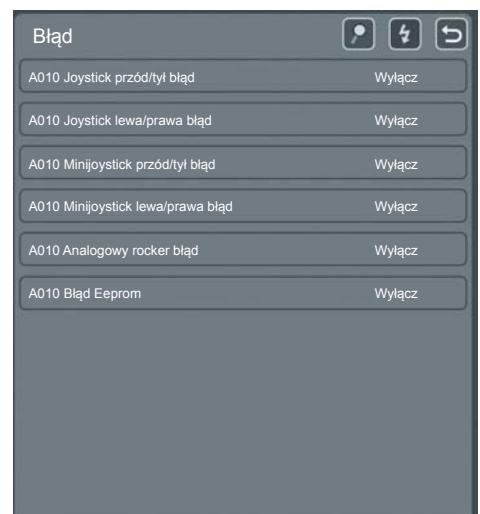 Błąd
A010 Joystick przód/tył błąd Wyłącz
A010 Joystick lewa/prawa błąd Wyłącz
A010 Minijoystick przód/tył błąd Wyłącz
A010 Minijoystick lewa/prawa błąd Wyłącz
A010 Analogowy rocker błąd Wyłącz
A010 Błąd Eeprom Wyłącz